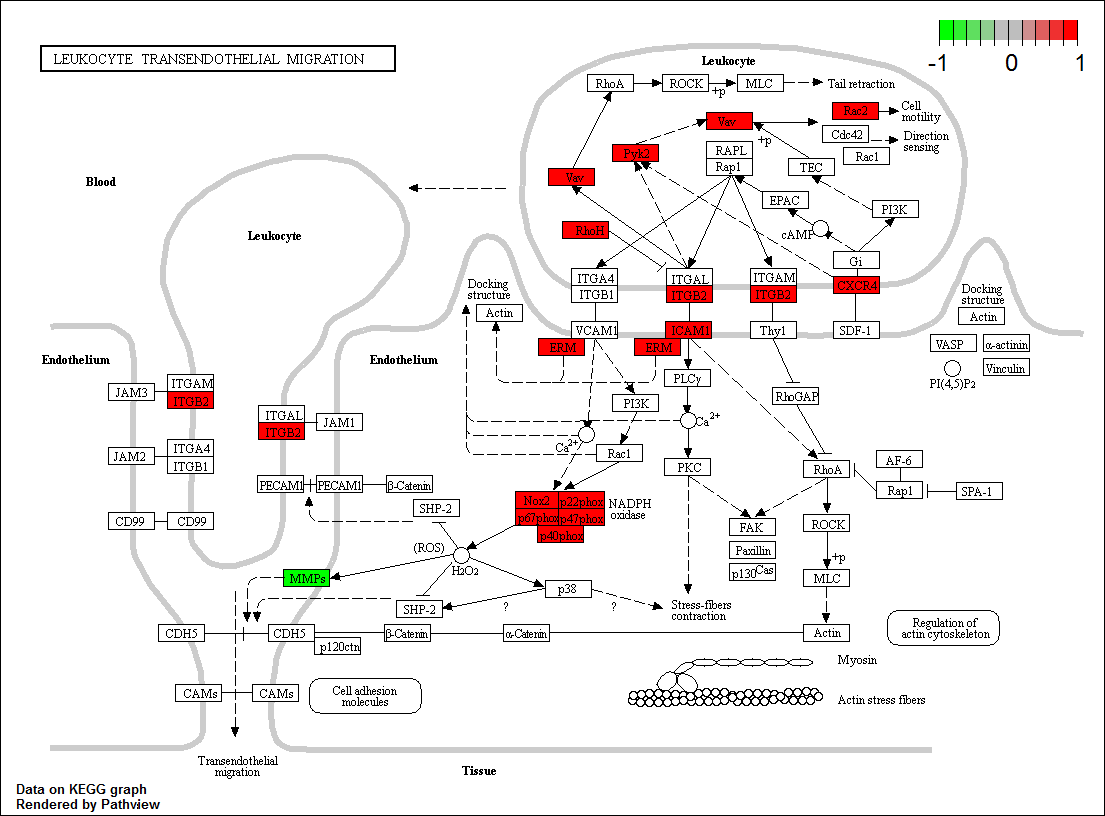 LEUKOCYTE TRANSENDOTHELIAL MIGRATION
-1 0 1
Leukocyte
RhoA ROCK MLC Tail retraction
+p
Vav
Rac2 Cell
motility
+p
Cdc42 Direction
sensing
Rac1
Pyk2
RAPL
Rap1
TEC
Vav
EPAC
PI3K
RhoH
cAMP
Gi
Blood
Leukocyte
ITGA4
ITGB1
ITGAL
ITGB2
ITGAM
ITGB2
CXCR4
Docking
structure
Actin
VCAM1
ICAM1
Thy1
SDF-1
Docking
structure
Actin
ERM
ERM
VASP
α-actinin
PI(4,5)P2
Vinculin
Endothelium
Endothelium
JAM3
ITGAM
ITGB2
PLCγ
PI3K
RhoGAP
ITGAL
ITGB2
JAM1
Ca2+
Ca2+
JAM2
ITGA4
ITGB1
Rac1
PKC
RhoA
AF-6
Rap1
SPA-1
PECAM1
PECAM1
β-Catenin
SHP-2
Nox2
p22phox
p67phox
p47phox
p40phox
NADPH
oxidase
CD99
CD99
FAK
Paxillin
p130Cas
ROCK
+p
MLC
(ROS)
H2O2
MMPs
p38
SHP-2
?
?
Stress-fibers
contraction
CDH5
CDH5
p120ctn
β-Catenin
α-Catenin
Actin
Regulation of
actin cytoskeleton
CAMs
CAMs
Cell adhesion
molecules
Myosin
Actin stress fibers
Transendothelial
migration
Tissue
Data on KEGG graph
Rendered by Pathview